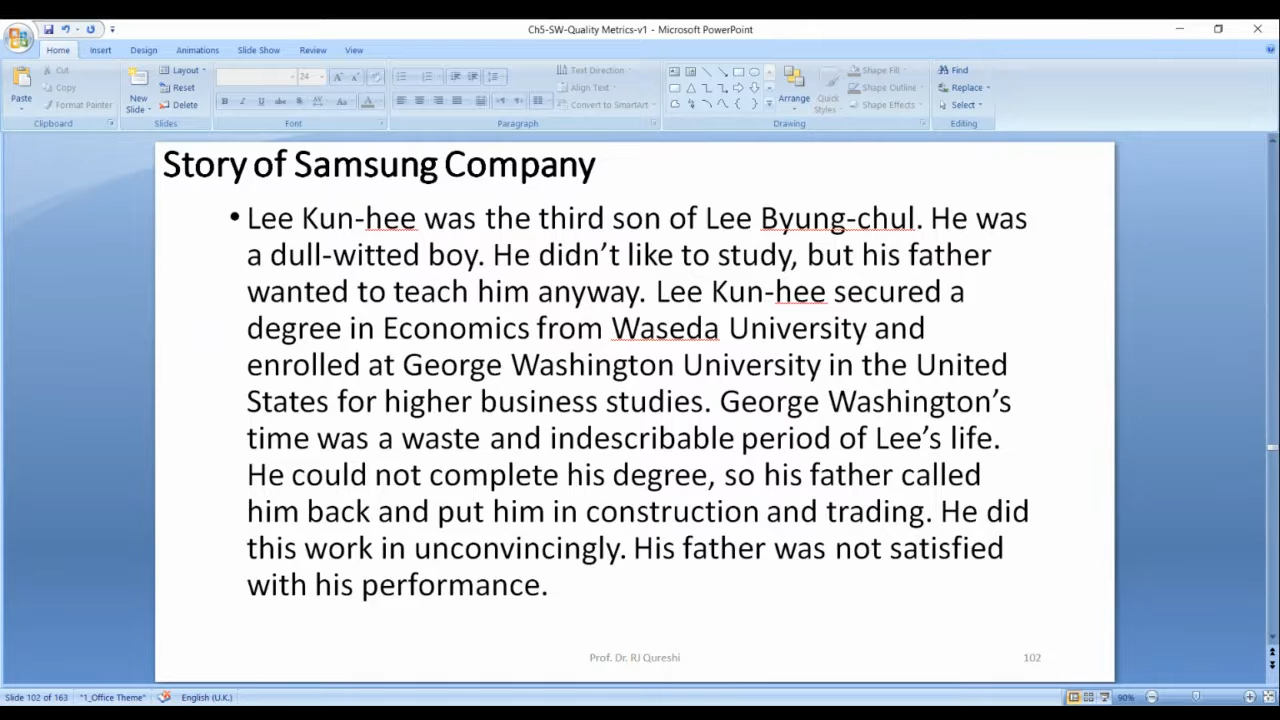 Ch5-SW-Quality Metrics-v1 - Microsoft PowerPoint
Home Insert Design Animations Slide Show Review View
Paste
Cut
Copy
Format Painter
Clipboard
New Slide
Layout
Reset
Delete
Slides
24
Font
Text Direction
Align Text
Convert to SmartArt
Paragraph
Arrange
Quick Styles
Shape Fill
Shape Outline
Shape Effects
Drawing
Find
Replace
Select
Editing
Story of Samsung Company
• Lee Kun-hee was the third son of Lee Byung-chul. He was
a dull-witted boy. He didn’t like to study, but his father
wanted to teach him anyway. Lee Kun-hee secured a
degree in Economics from Waseda University and
enrolled at George Washington University in the United
States for higher business studies. George Washington’s
time was a waste and indescribable period of Lee’s life.
He could not complete his degree, so his father called
him back and put him in construction and trading. He did
this work in unconvincingly. His father was not satisfied
with his performance.
Prof. Dr. RJ Qureshi 102
Slide 102 of 163 "1_Office Theme" English (U.K.) 90%